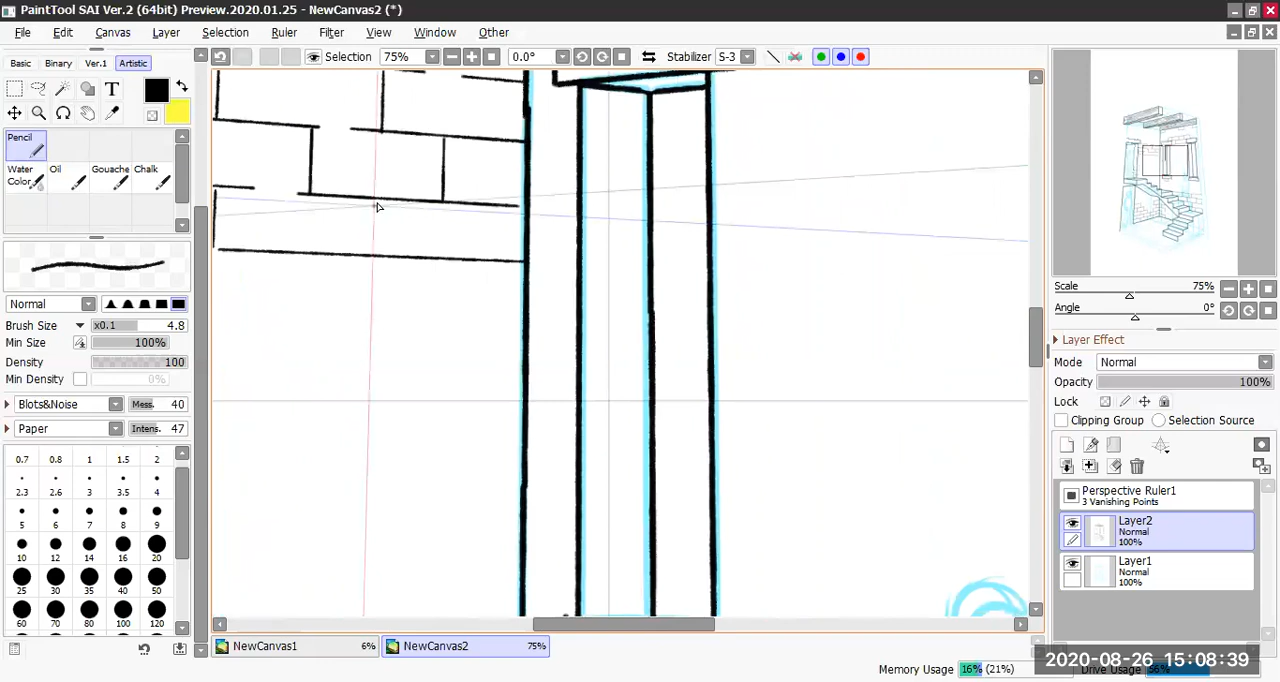 PaintTool SAI Ver.2 (64bit) Preview.2020.01.25 - NewCanvas2 (*)
File Edit Canvas Layer Selection Filter Ruler View Window Other
Basic Binary Ver.1 Artistic
Selection 75% 0.0° Stabilizer S-3
T
Pencil
Water Color Oil Gouache Chalk
Normal
Brush Size x0.1 4.8
Min Size 100%
Density 100
Min Density 0%
Blots&Noise Mess. 40
Paper Intens. 47
0.7 0.8 1 1.5 2
2.3 2.6 3 3.5 4
5 6 7 8 9
10 12 14 16 20
25 30 35 40 50
60 70 80 100 120
Scale 75%
Angle 0°
Layer Effect
Mode Normal
Opacity 100%
Lock
Clipping Group Selection Source
Perspective Ruler1
3 Vanishing Points
Layer2
Normal
100%
Layer1
Normal
100%
NewCanvas1 6% NewCanvas2 75%
Memory Usage 16% (21%) Drive Usage 56%
2020-08-26 15:08:39